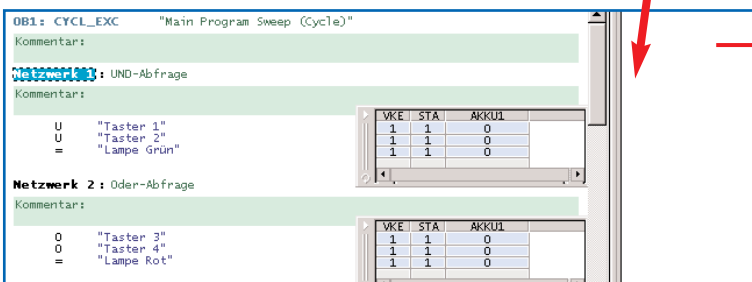 OB1: CYCL_EXC "Main Program Sweep (Cycle)"
Kommentar:
Netzwerk 1: UND-Abfrage
Kommentar:
VKE STA AKKU1
U "Taster 1" 1 1 0
U "Taster 2" 1 1 0
= "Lampe Grün" 1 1 0
Netzwerk 2: Oder-Abfrage
Kommentar:
VKE STA AKKU1
O "Taster 3" 1 1 0
O "Taster 4" 1 1 0
= "Lampe Rot" 1 1 0